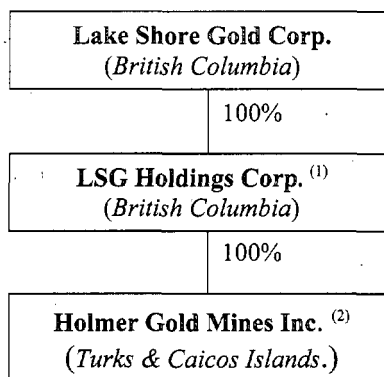 Lake Shore Gold Corp.
(British Columbia)
100%
LSG Holdings Corp. (1)
(British Columbia)
100%
Holmer Gold Mines Inc. (2)
(Turks & Caicos Islands.)